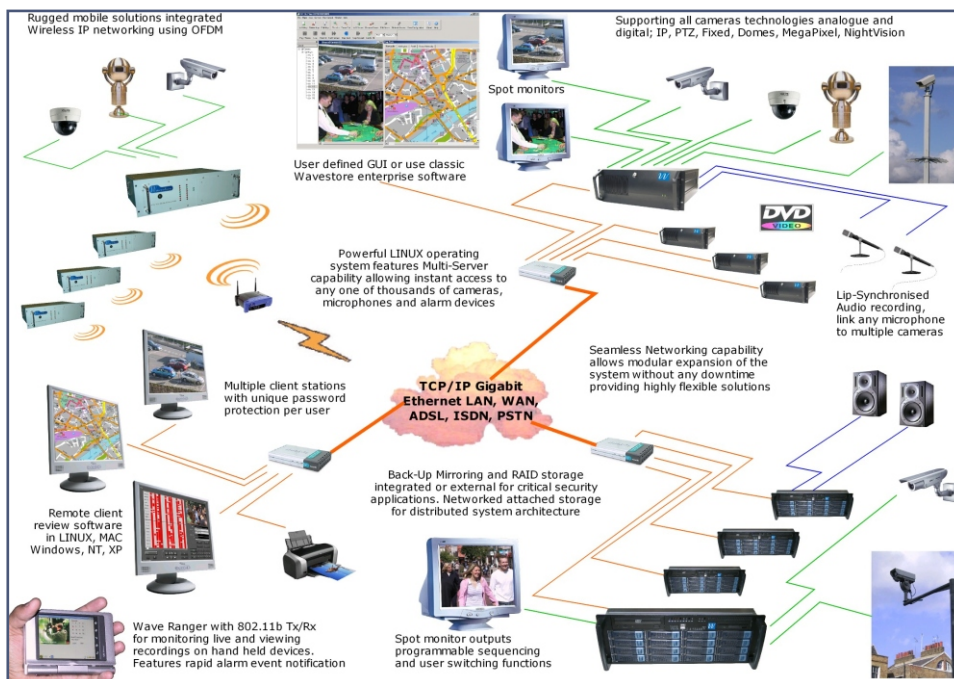 Rugged mobile solutions integrated
Wireless IP networking using OFDM
Supporting all cameras technologies analogue and
digital; IP, PTZ, Fixed, Domes, MegaPixel, NightVision
Spot monitors
User defined GUI or use classic
Wavestore enterprise software
DVD
VIDEO
Powerful LINUX operating
system features Multi-Server
capability allowing instant access to
any one of thousands of cameras,
microphones and alarm devices
Lip-Synchronised
Audio recording,
link any microphone
to multiple cameras
Seamless Networking capability
allows modular expansion of the
system without any downtime
providing highly flexible solutions
TCP/IP Gigabit
Ethernet LAN, WAN,
ADSL, ISDN, PSTN
Multiple client stations
with unique password
protection per user
Back-Up Mirroring and RAID storage
integrated or external for critical security
applications. Networked attached storage
for distributed system architecture
Remote client
review software
in LINUX, MAC
Windows, NT, XP
Wave Ranger with 802.11b Tx/Rx
for monitoring live and viewing
recordings on hand held devices.
Features rapid alarm event notification
Spot monitor outputs
programmable sequencing
and user switching functions